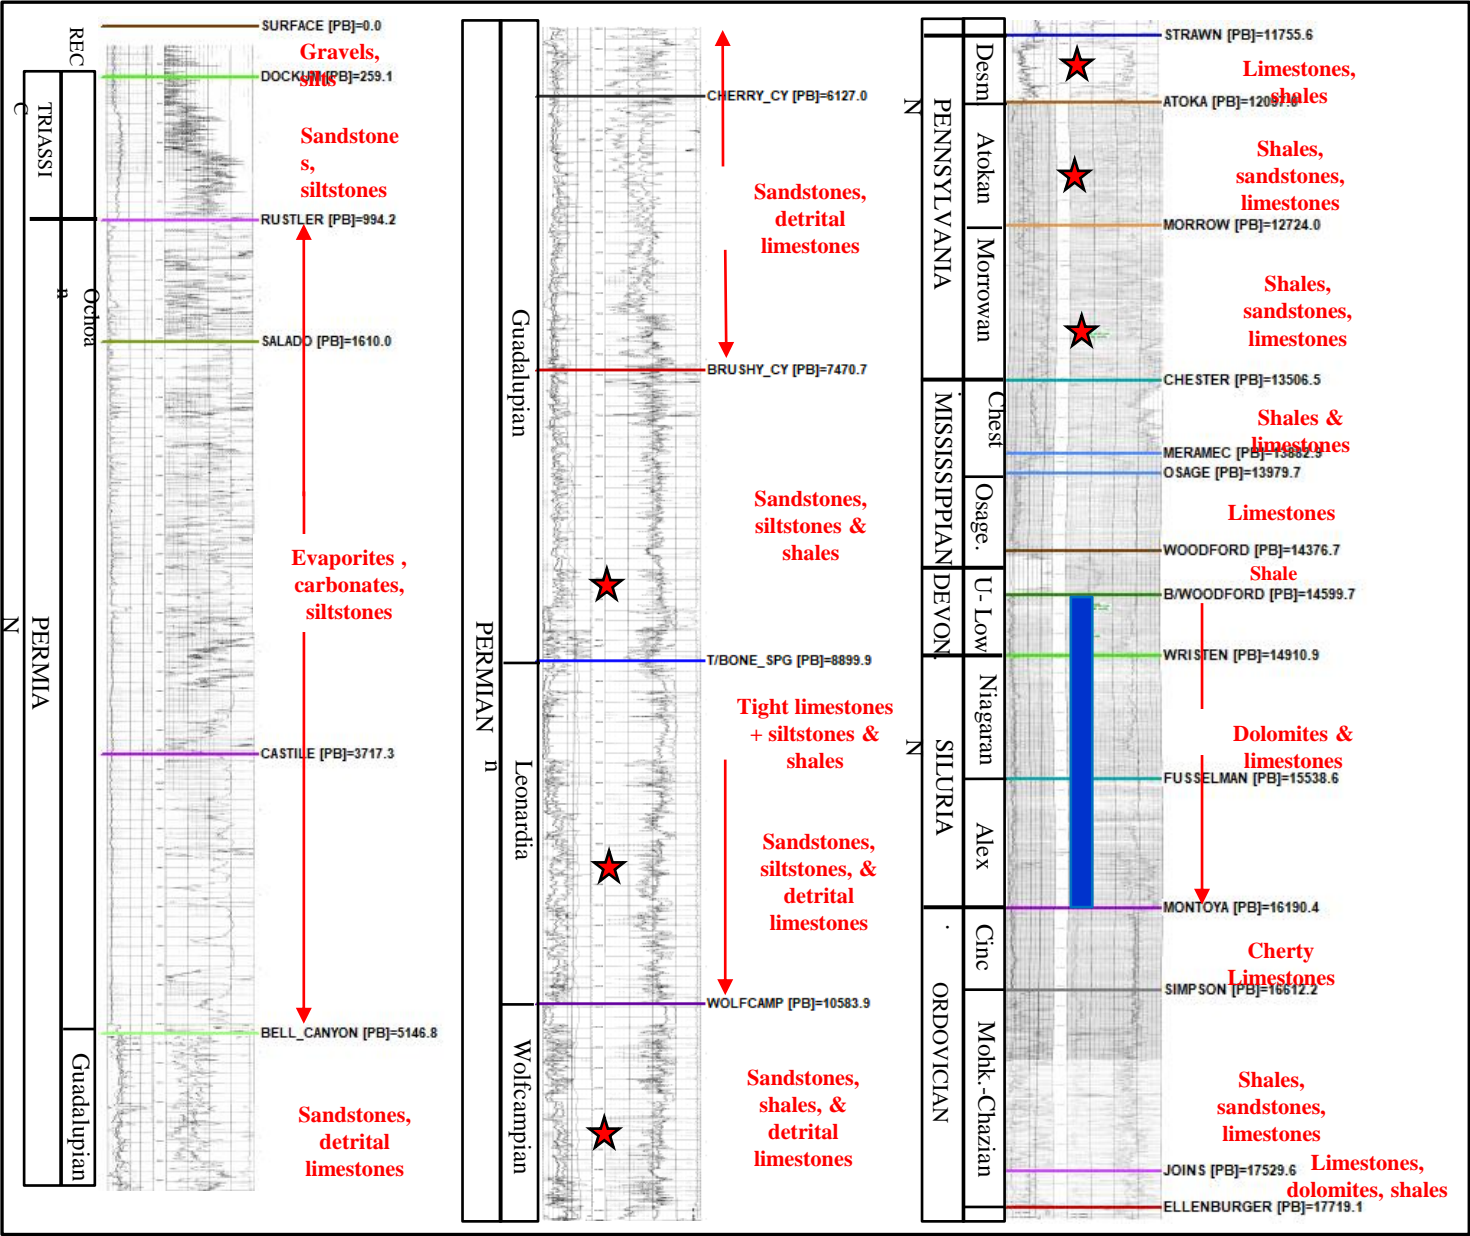 REC
TRIASSI
C
PERMIA
N
Ochoa
n
Guadalupian
SURFACE [PB]=0.0
Gravels,
silts
DOCKUM [PB]=259.1
Sandstone
s,
siltstones
RUSTLER [PB]=994.2
SALADO [PB]=1610.0
Evaporites ,
carbonates,
siltstones
CASTILE [PB]=3717.3
BELL_CANYON [PB]=5146.8
Sandstones,
detrital
limestones
PERMIAN
Guadalupian
Leonardia
n
Wolfcampian
CHERRY_CY [PB]=6127.0
Sandstones,
detrital
limestones
BRUSHY_CY [PB]=7470.7
Sandstones,
siltstones &
shales
T/BONE_SPG [PB]=8899.9
Tight limestones
+ siltstones &
shales
Sandstones,
siltstones, &
detrital
limestones
WOLFCAMP [PB]=10583.9
Sandstones,
shales, &
detrital
limestones
PENNSYLVANIA
N
MISSISSIPPIAN
DEVON.
SILURIA
N
ORDOVICIAN
Desm
Atokan
Morrowan
Chest
Osage.
U- Low
Niagaran
Alex
.
Cinc
Mohk.-Chazian
STRAWN [PB]=11755.6
Limestones,
shales
ATOKA [PB]=12097.8
Shales,
sandstones,
limestones
MORROW [PB]=12724.0
Shales,
sandstones,
limestones
CHESTER [PB]=13506.5
Shales &
limestones
MERAMEC [PB]=13882.9
OSAGE [PB]=13979.7
Limestones
WOODFORD [PB]=14376.7
Shale
B/WOODFORD [PB]=14599.7
WRISTEN [PB]=14910.9
Dolomites &
limestones
FUSSELMAN [PB]=15538.6
MONTOYA [PB]=16190.4
Cherty
Limestones
SIMPSON [PB]=16612.2
Shales,
sandstones,
limestones
JOINS [PB]=17529.6
Limestones,
dolomites, shales
ELLENBURGER [PB]=17719.1